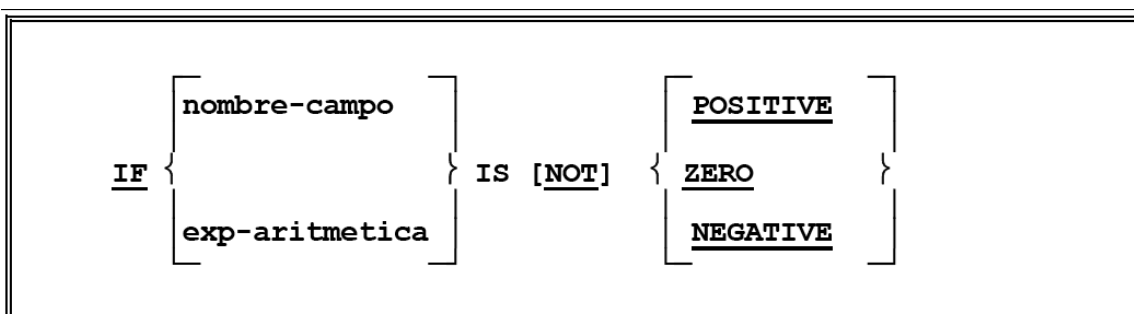 nombre-campo POSITIVE
IF { } IS [NOT] { ZERO }
exp-aritmetica NEGATIVE